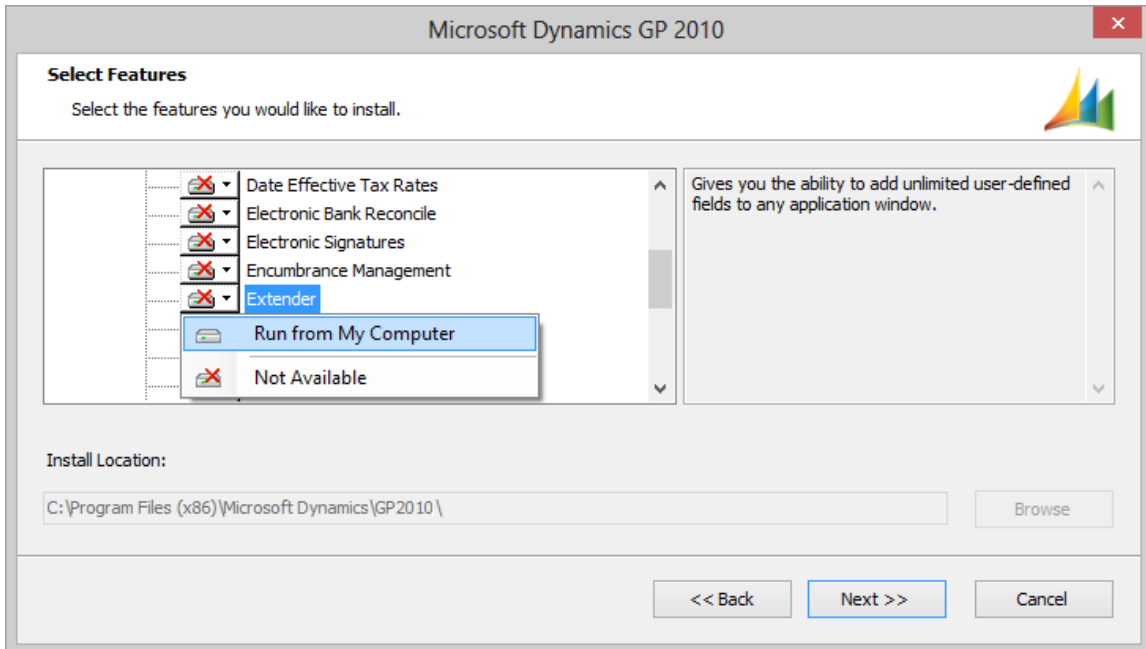 Microsoft Dynamics GP 2010
Select Features
Select the features you would like to install.
Date Effective Tax Rates
Electronic Bank Reconcile
Electronic Signatures
Encumbrance Management
Extender
Run from My Computer
Not Available
Gives you the ability to add unlimited user-defined
fields to any application window.
Install Location:
C:\Program Files (x86)\Microsoft Dynamics\GP2010\
Browse
<< Back
Next >>
Cancel